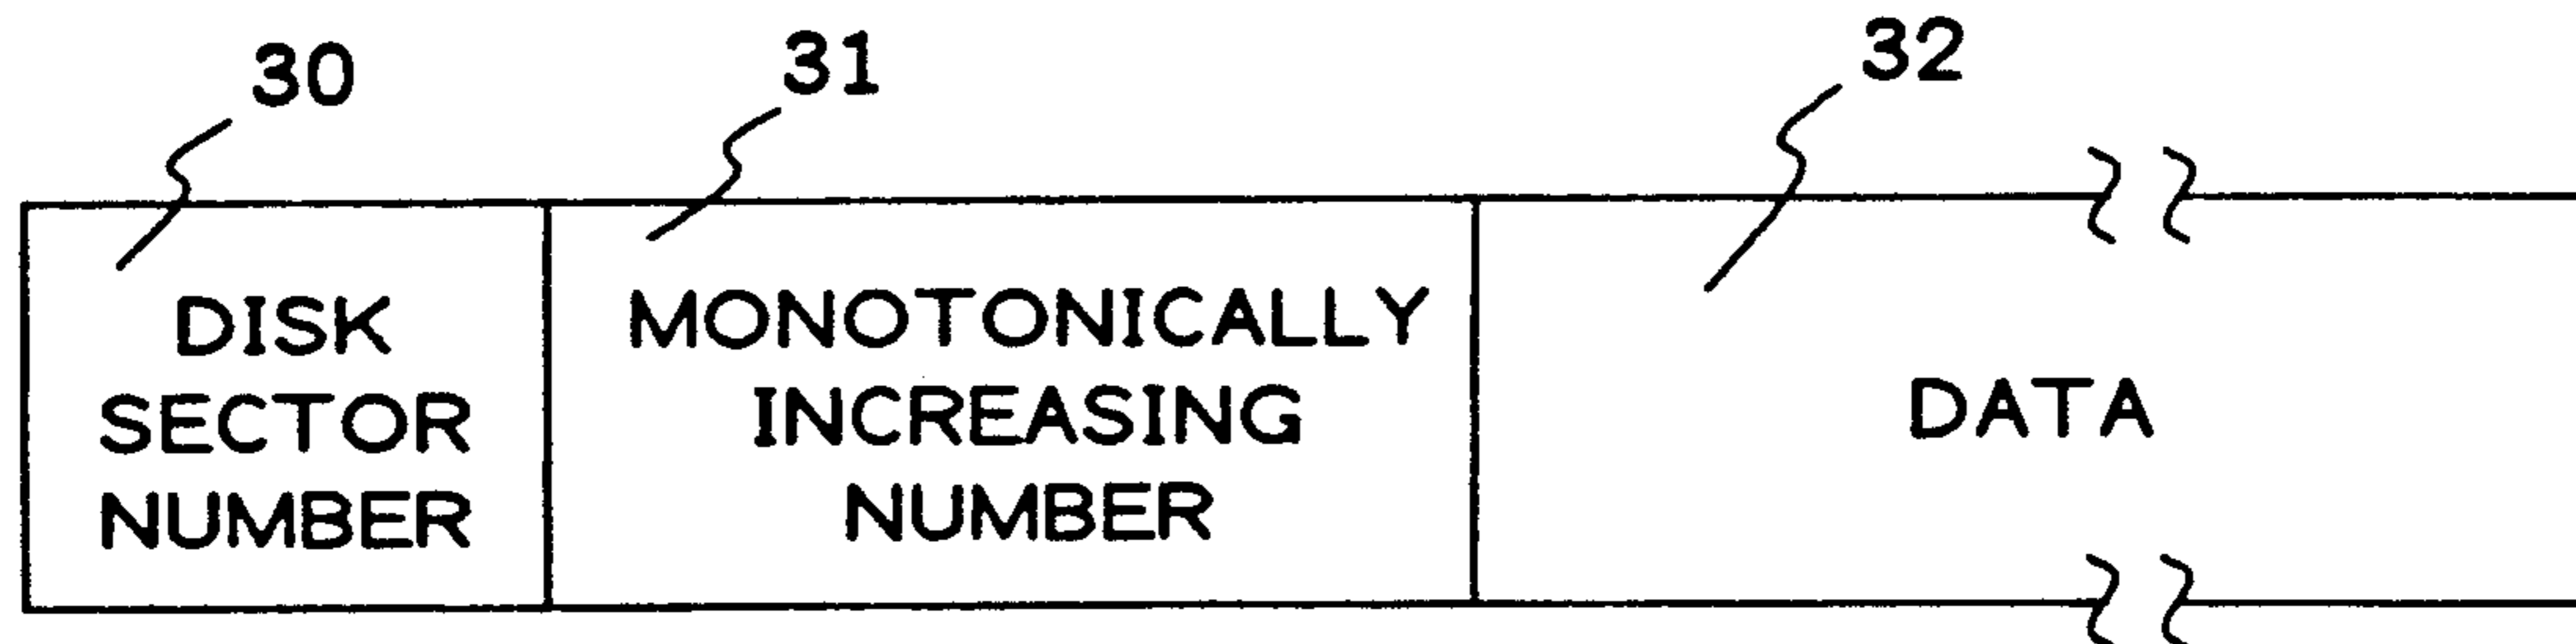 30
31
32
DISK
SECTOR
NUMBER
MONOTONICALLY
INCREASING
NUMBER
DATA